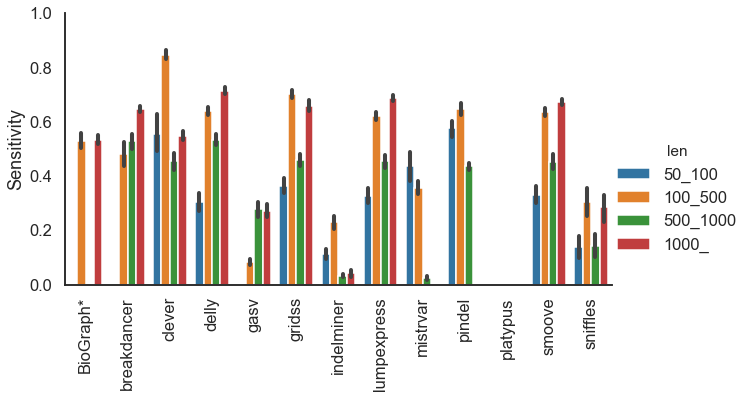 1.0
0.8
0.6
0.4
0.2
0.0
Sensitivity
BioGraph*
breakdancer
clever
delly
gasv
gridss
indelminer
lumpexpress
mistrvar
pindel
platypus
smoove
sniffles
len
50_100
100_500
500_1000
1000_